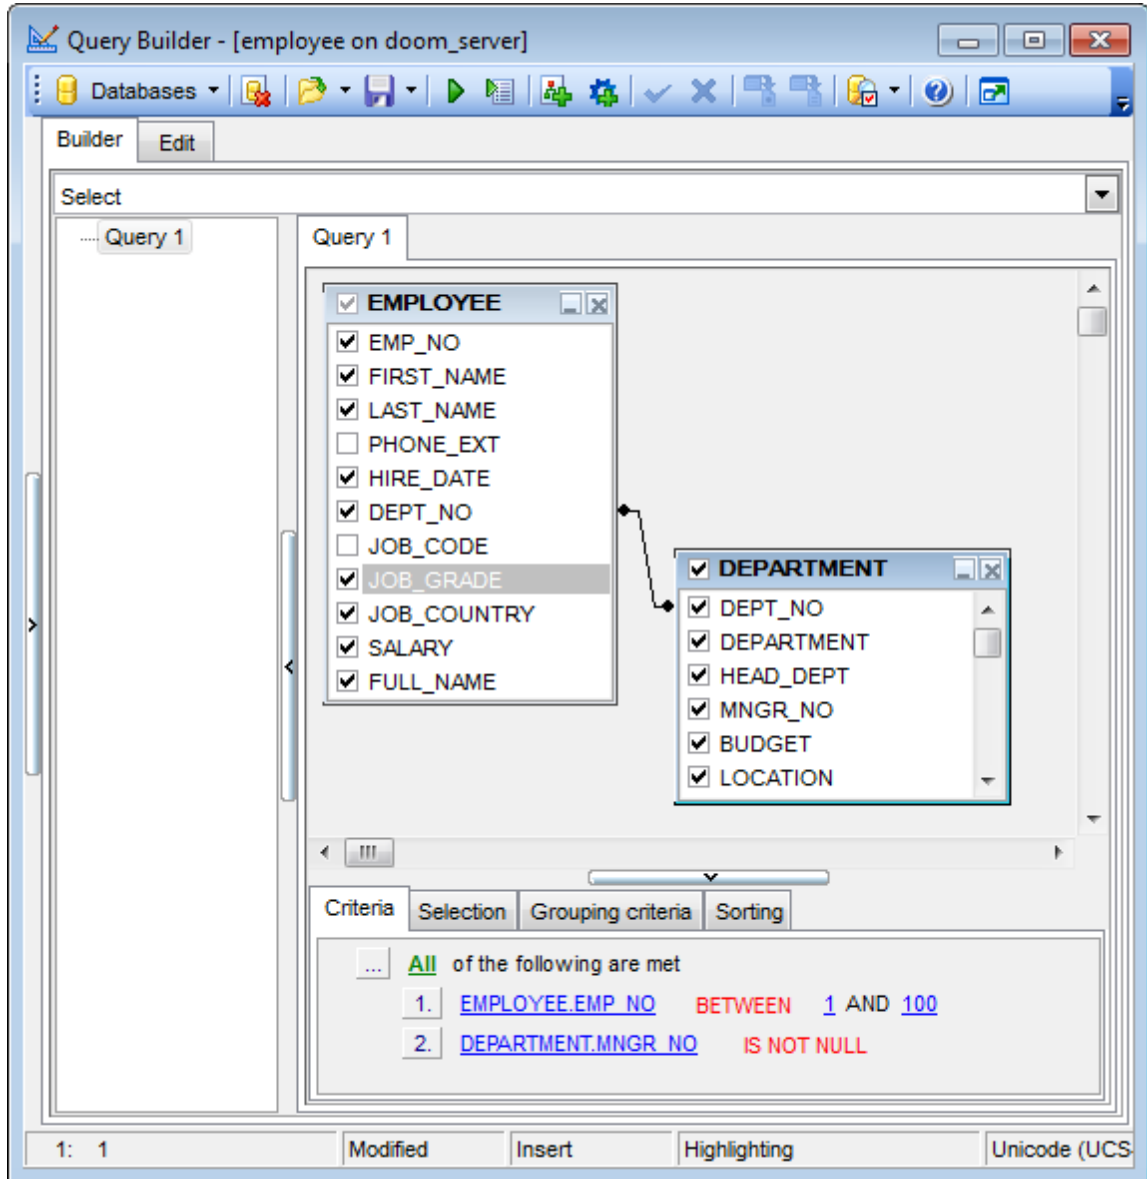 Query Builder - [employee on doom_server]
Databases
Builder Edit
Select
Query 1
Query 1
EMPLOYEE
EMP_NO
FIRST_NAME
LAST_NAME
PHONE_EXT
HIRE_DATE
DEPT_NO
JOB_CODE
JOB_GRADE
JOB_COUNTRY
SALARY
FULL_NAME
DEPARTMENT
DEPT_NO
DEPARTMENT
HEAD_DEPT
MNGR_NO
BUDGET
LOCATION
Criteria Selection Grouping criteria Sorting
... All of the following are met
1. EMPLOYEE.EMP_NO BETWEEN 1 AND 100
2. DEPARTMENT.MNGR_NO IS NOT NULL
1: 1 Modified Insert Highlighting Unicode (UCS-